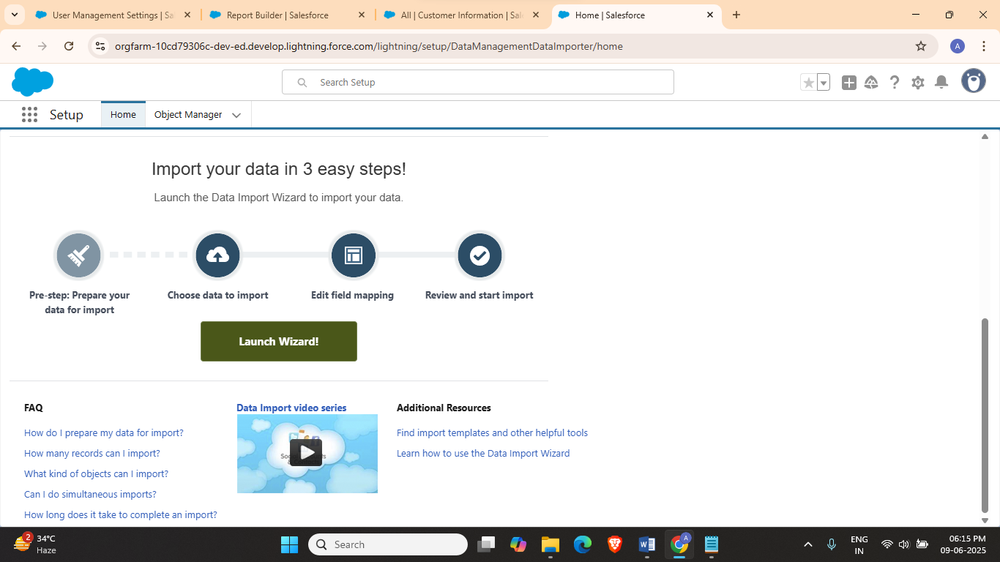 User Management Settings | Sa
Report Builder | Salesforce
All | Customer Information | Sal
Home | Salesforce
orgfarm-10cd79306c-dev-ed.develop.lightning.force.com/lightning/setup/DataManagementDataImporter/home
A
Search Setup
Setup
Home
Object Manager
Import your data in 3 easy steps!
Launch the Data Import Wizard to import your data.
Pre-step: Prepare your
data for import
Choose data to import
Edit field mapping
Review and start import
Launch Wizard!
FAQ
How do I prepare my data for import?
How many records can I import?
What kind of objects can I import?
Can I do simultaneous imports?
How long does it take to complete an import?
Data Import video series
Additional Resources
Find import templates and other helpful tools
Learn how to use the Data Import Wizard
2
34°C
Haze
Search
A
ENG
IN
06:15 PM
09-06-2025